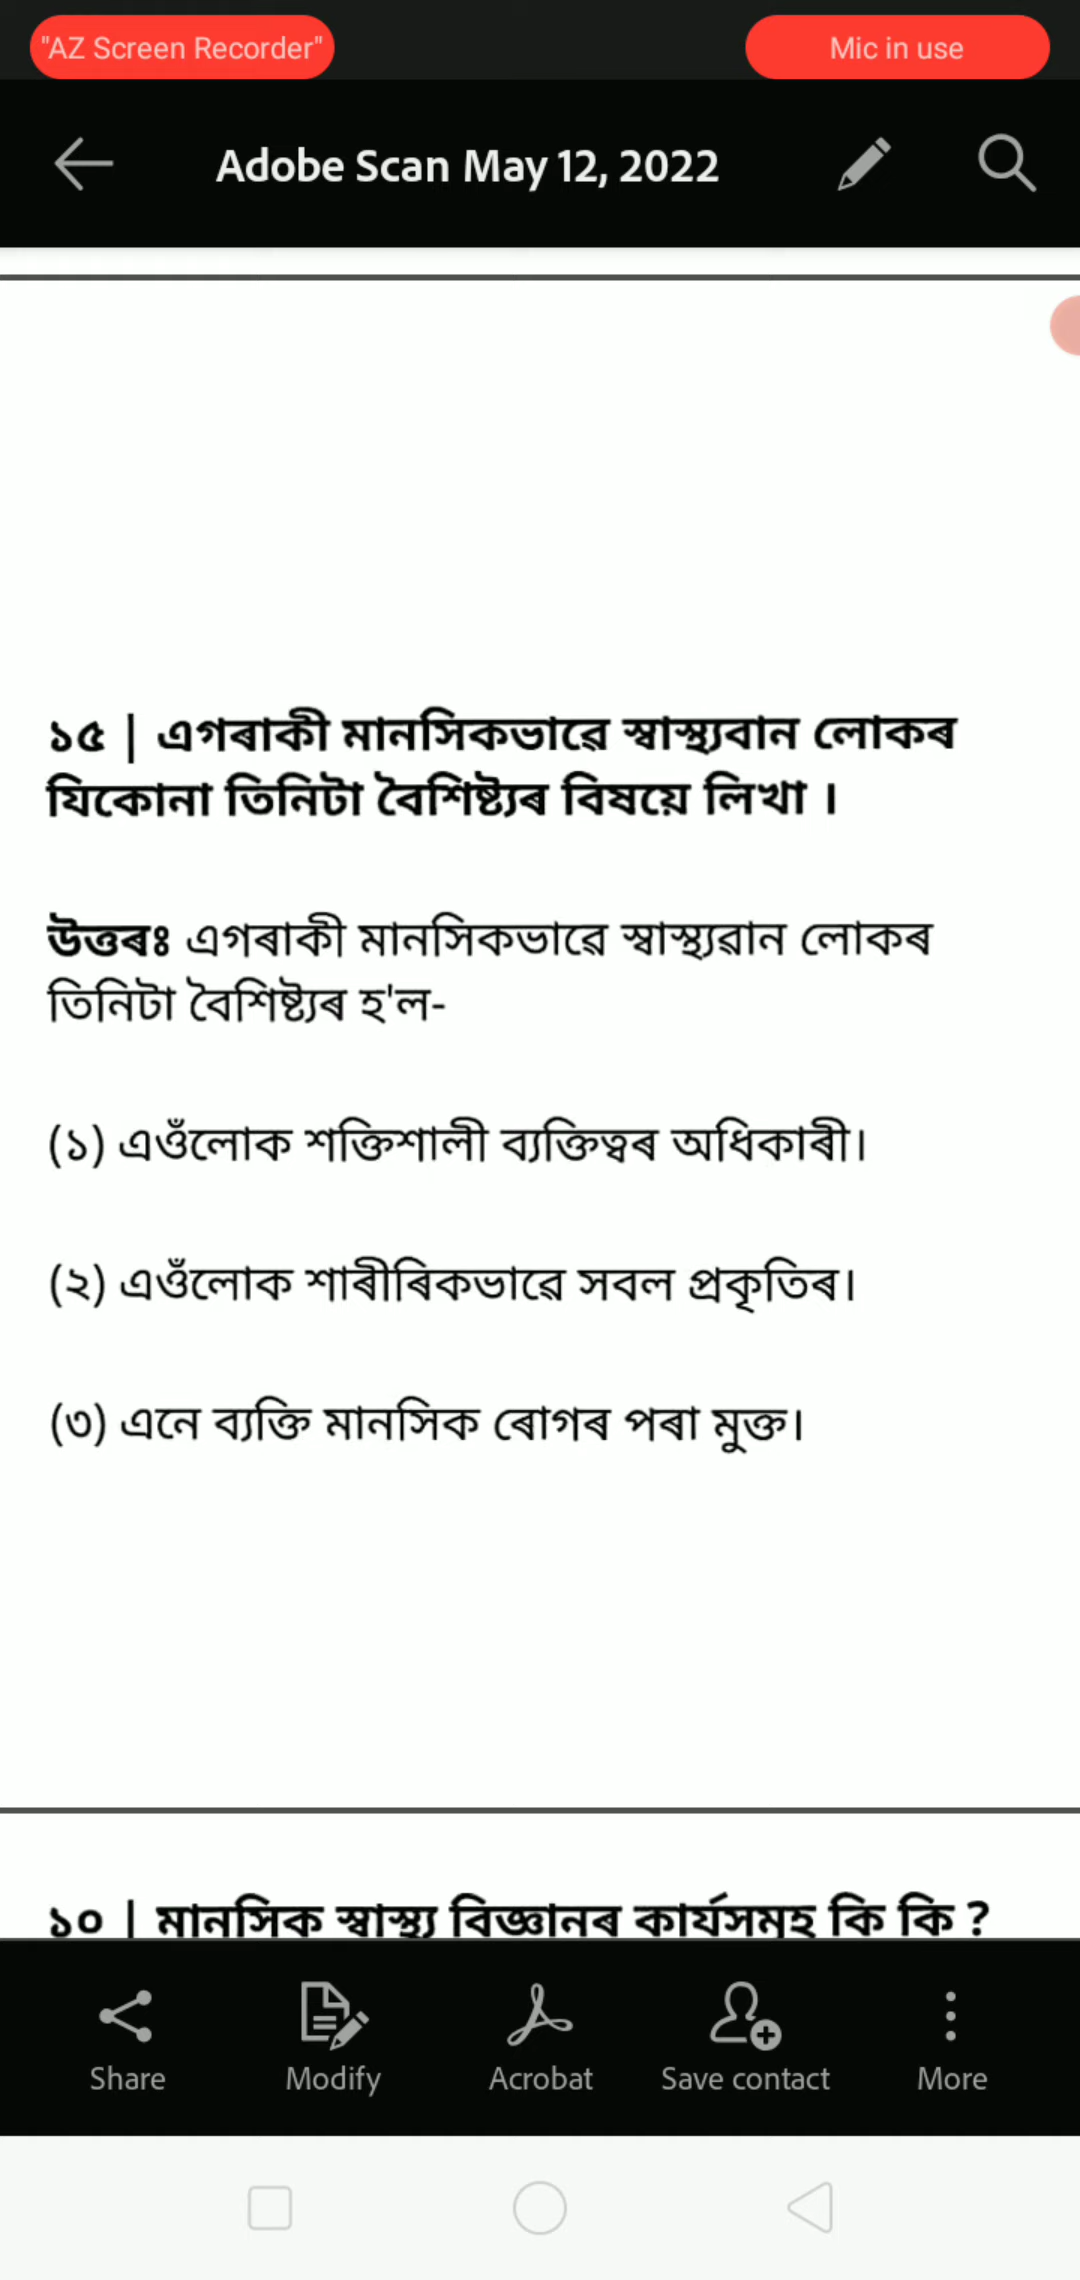 "AZ Screen Recorder"
Mic in use
Adobe Scan May 12, 2022
১৫ | এগৰাকী মানসিকভাৱে স্বাস্থ্যবান লোকৰ
যিকোনা তিনিটা বৈশিষ্ট্যৰ বিষয়ে লিখা ।
উত্তৰঃ এগৰাকী মানসিকভাৱে স্বাস্থ্যৱান লোকৰ
তিনিটা বৈশিষ্ট্যৰ হ'ল-
(১) এওঁলোক শক্তিশালী ব্যক্তিত্বৰ অধিকাৰী।
(২) এওঁলোক শাৰীৰিকভাৱে সবল প্ৰকৃতিৰ।
(৩) এনে ব্যক্তি মানসিক ৰোগৰ পৰা মুক্ত।
১০ | মানসিক স্বাস্থ্য বিজ্ঞানৰ কাৰ্যসমূহ কি কি ?
Share
Modify
Acrobat
Save contact
More